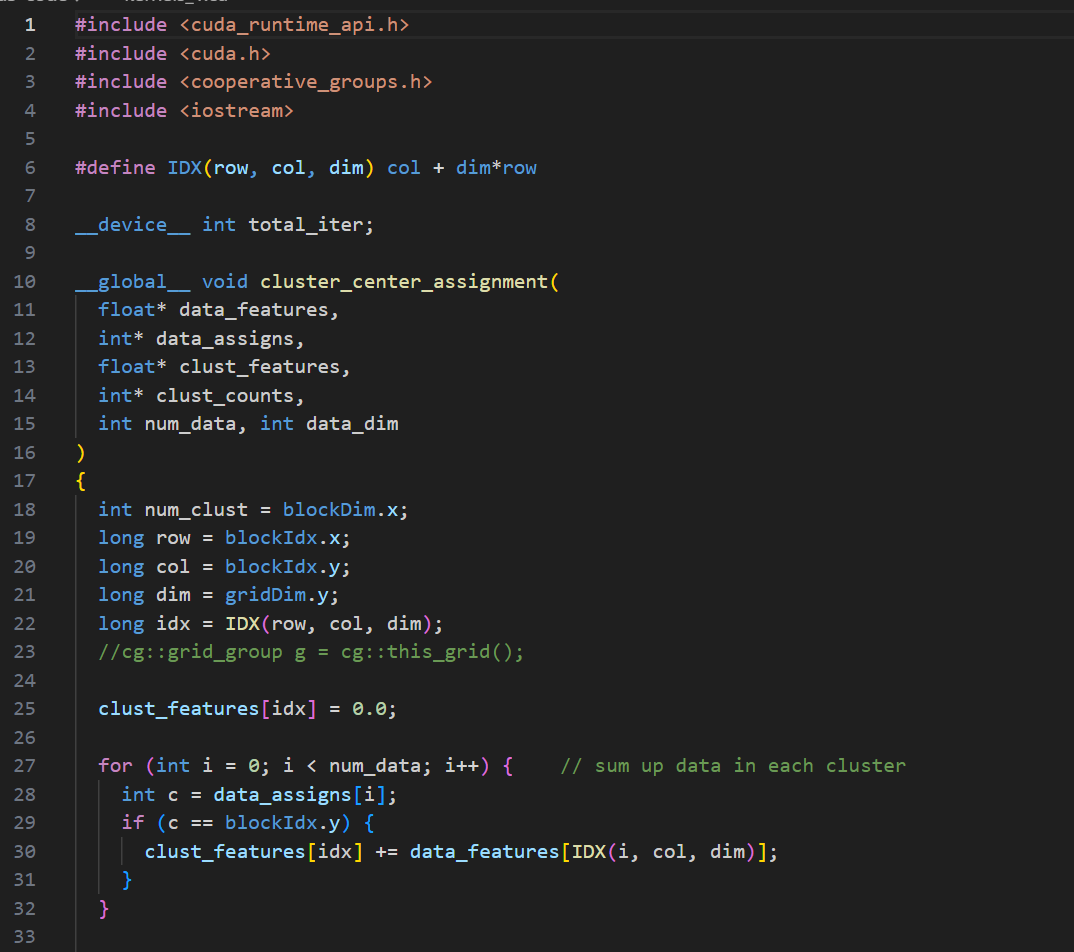 1 #include <cuda_runtime_api.h>
2 #include <cuda.h>
3 #include <cooperative_groups.h>
4 #include <iostream>
5
6 #define IDX(row, col, dim) col + dim*row
7
8 __device__ int total_iter;
9
10 __global__ void cluster_center_assignment(
11   float* data_features,
12   int* data_assigns,
13   float* clust_features,
14   int* clust_counts,
15   int num_data, int data_dim
16 )
17 {
18   int num_clust = blockDim.x;
19   long row = blockIdx.x;
20   long col = blockIdx.y;
21   long dim = gridDim.y;
22   long idx = IDX(row, col, dim);
23   //cg::grid_group g = cg::this_grid();
24
25   clust_features[idx] = 0.0;
26
27   for (int i = 0; i < num_data; i++) {    // sum up data in each cluster
28     int c = data_assigns[i];
29     if (c == blockIdx.y) {
30       clust_features[idx] += data_features[IDX(i, col, dim)];
31     }
32   }
33